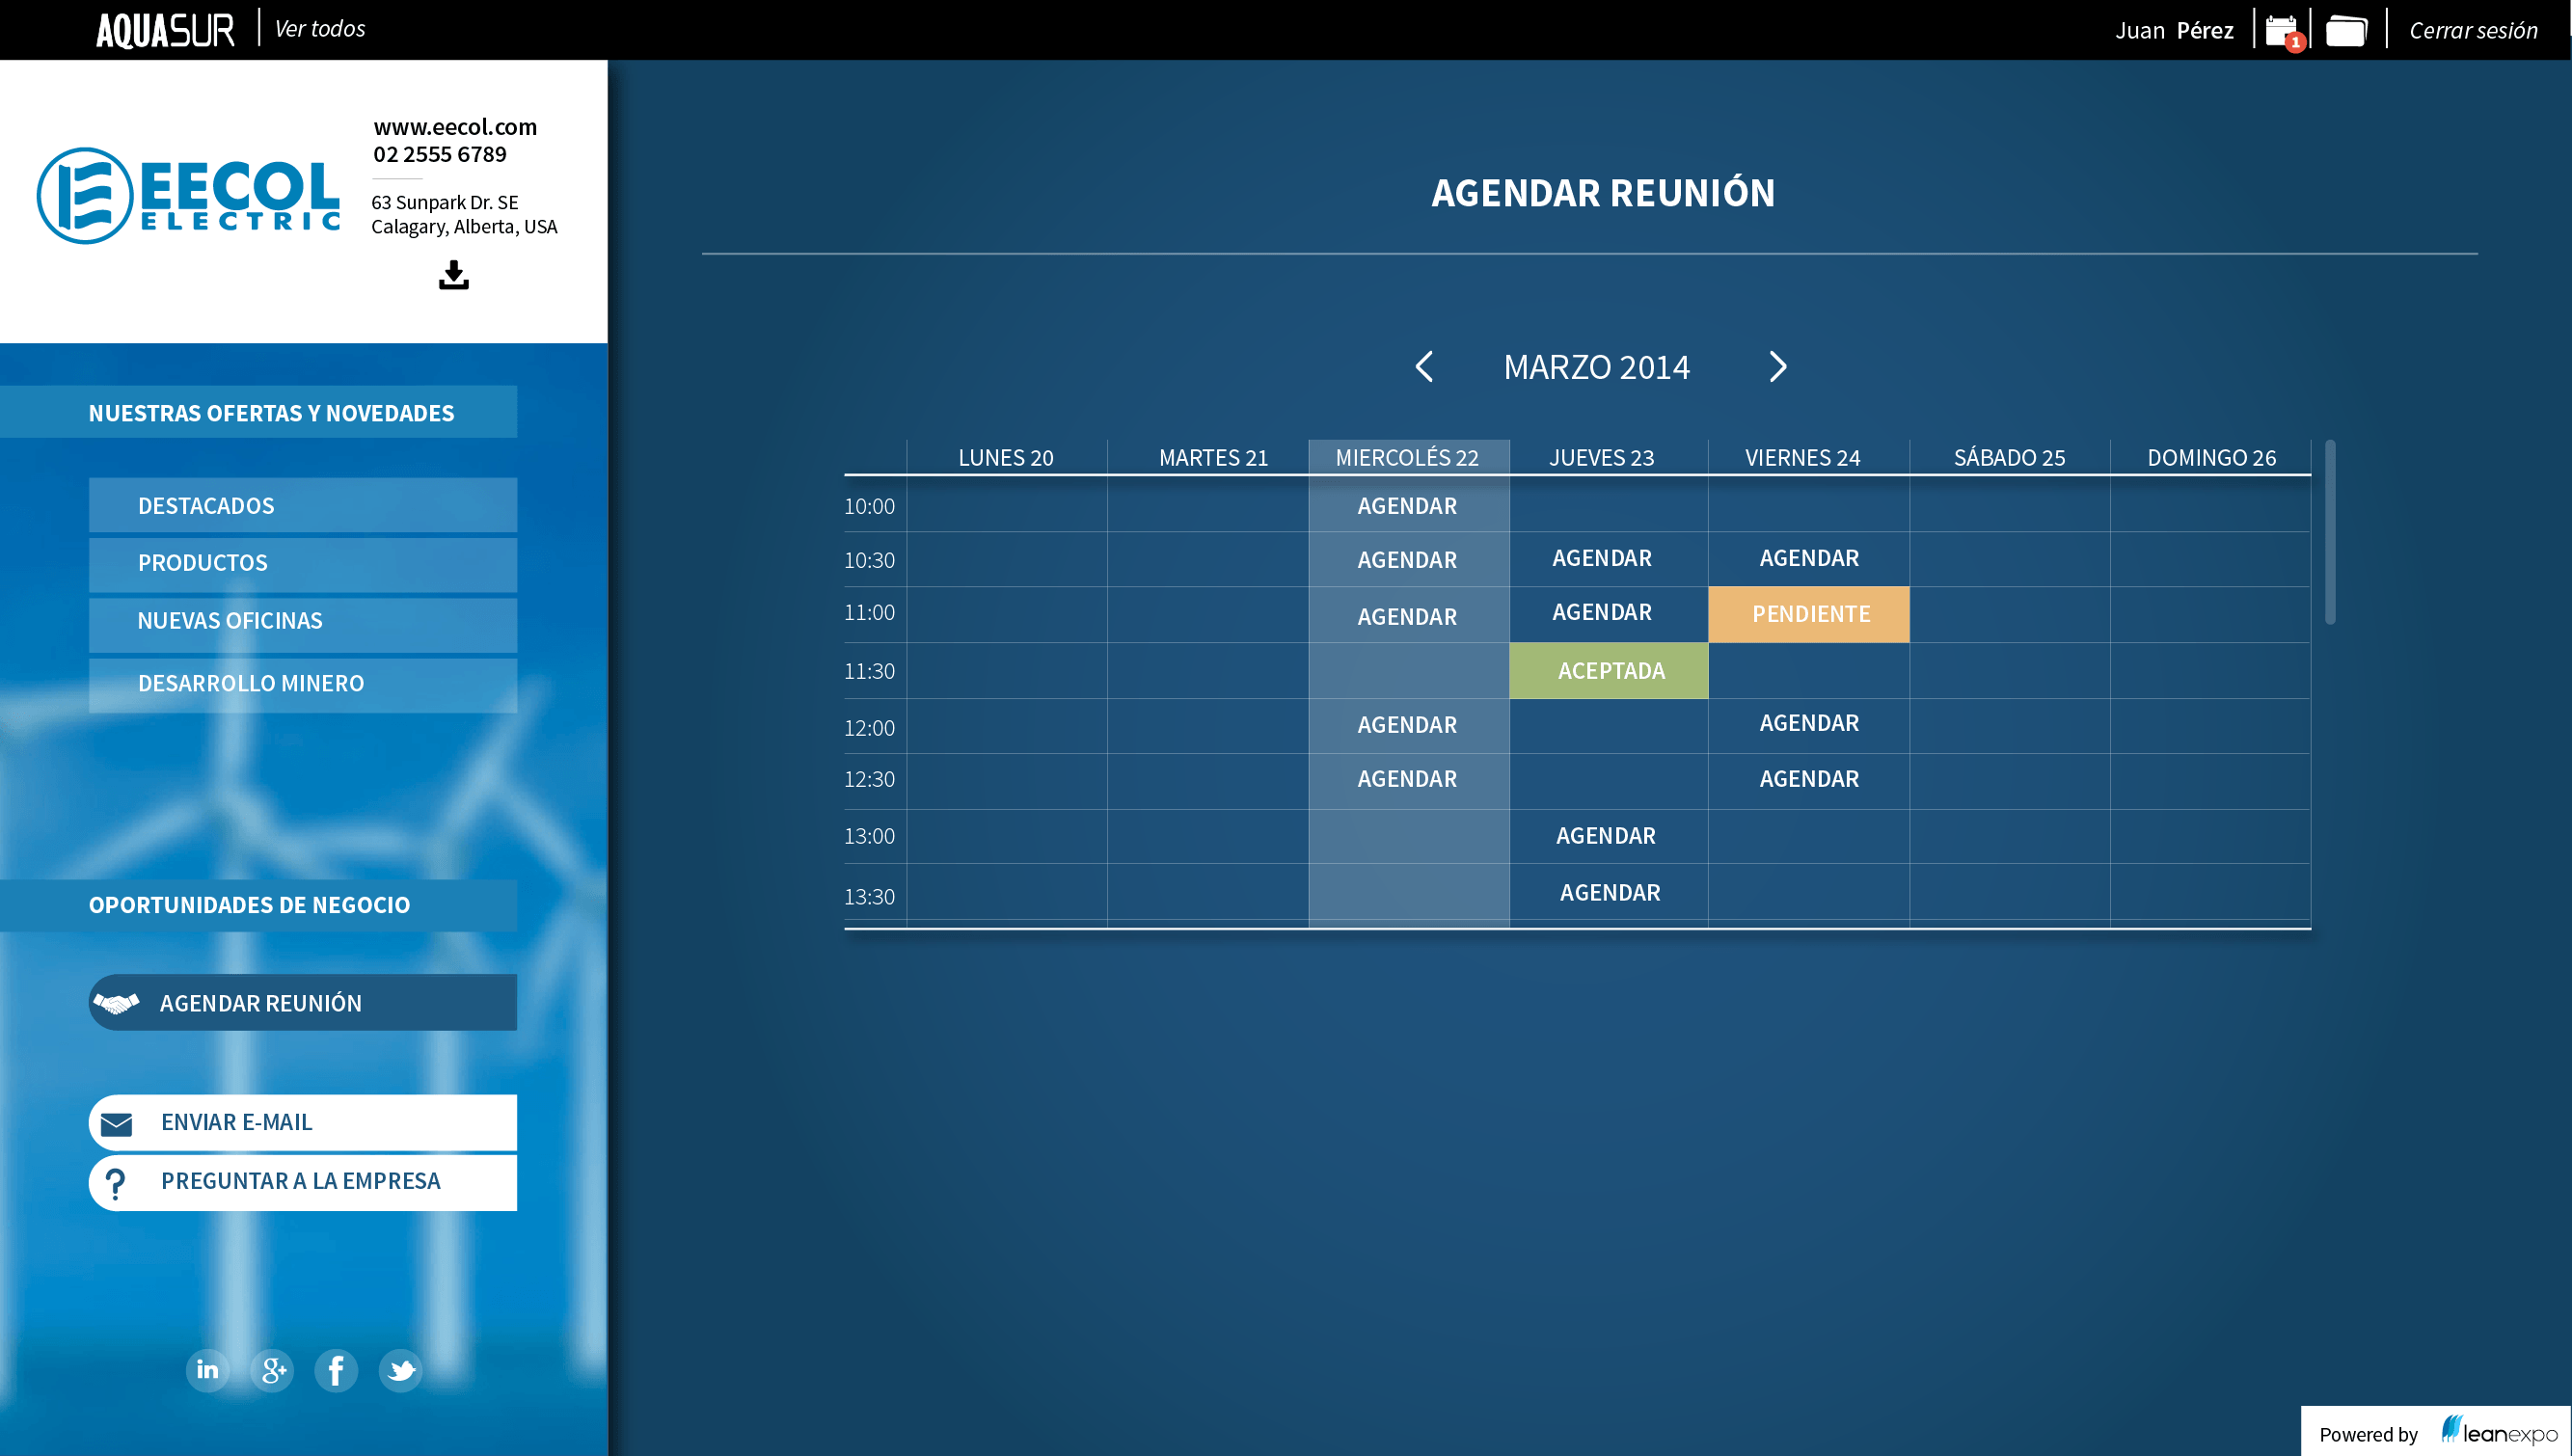 AQUASUR Ver todos
Juan Pérez 1 Cerrar sesión
www.eecol.com
02 2555 6789
EECOL
ELECTRIC
63 Sunpark Dr. SE
Calagary, Alberta, USA
NUESTRAS OFERTAS Y NOVEDADES
DESTACADOS
PRODUCTOS
NUEVAS OFICINAS
DESARROLLO MINERO
OPORTUNIDADES DE NEGOCIO
AGENDAR REUNIÓN
ENVIAR E-MAIL
? PREGUNTAR A LA EMPRESA
in g+ f
AGENDAR REUNIÓN
< MARZO 2014 >
LUNES 20 MARTES 21 MIERCOLÉS 22 JUEVES 23 VIERNES 24 SÁBADO 25 DOMINGO 26
10:00 AGENDAR
10:30 AGENDAR AGENDAR AGENDAR
11:00 AGENDAR AGENDAR PENDIENTE
11:30 ACEPTADA
12:00 AGENDAR AGENDAR
12:30 AGENDAR AGENDAR
13:00 AGENDAR
13:30 AGENDAR
Powered by leanexpo